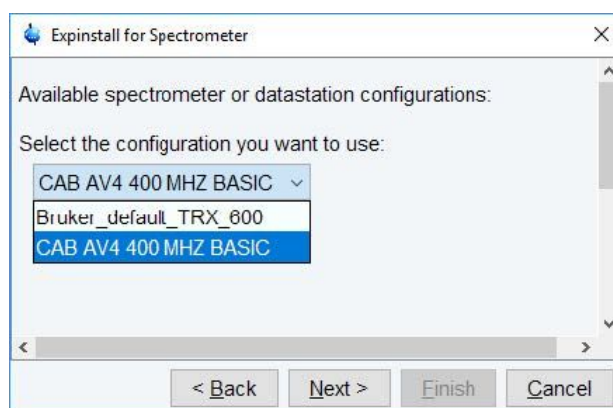 Expinstall for Spectrometer
Available spectrometer or datastation configurations:
Select the configuration you want to use:
CAB AV4 400 MHZ BASIC
Bruker_default_TRX_600
CAB AV4 400 MHZ BASIC
< Back Next > Finish Cancel